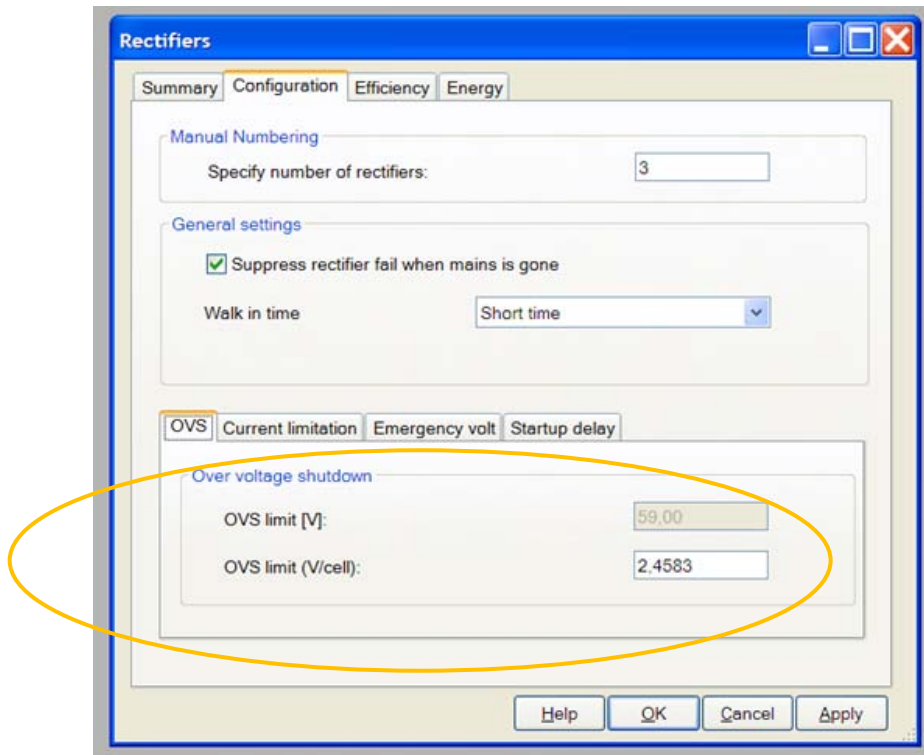 Rectifiers
Summary Configuration Efficiency Energy
Manual Numbering
Specify number of rectifiers: 3
General settings
Suppress rectifier fail when mains is gone
Walk in time Short time
OVS Current limitation Emergency volt Startup delay
Over voltage shutdown
OVS limit [V]: 59,00
OVS limit (V/cell): 2,4583
Help OK Cancel Apply